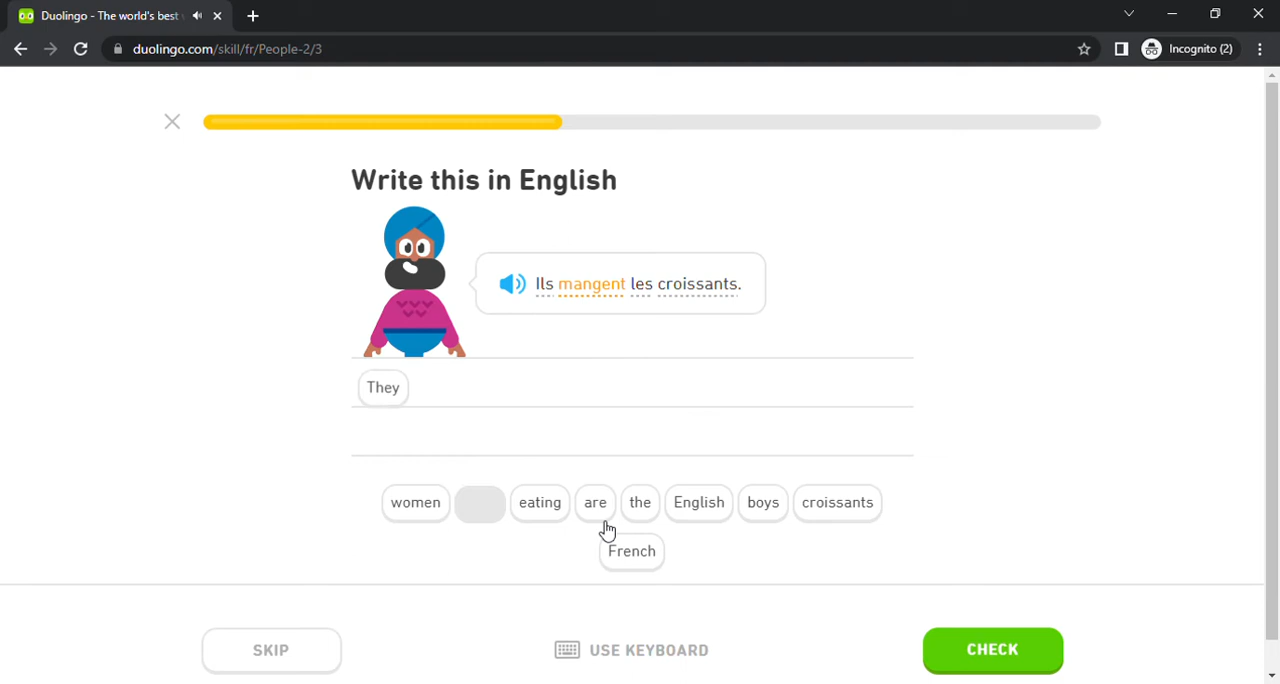 Duolingo - The world's best
duolingo.com/skill/fr/People-2/3
Incognito (2)
Write this in English
Ils mangent les croissants.
They
women eating are the English boys croissants
French
SKIP USE KEYBOARD CHECK